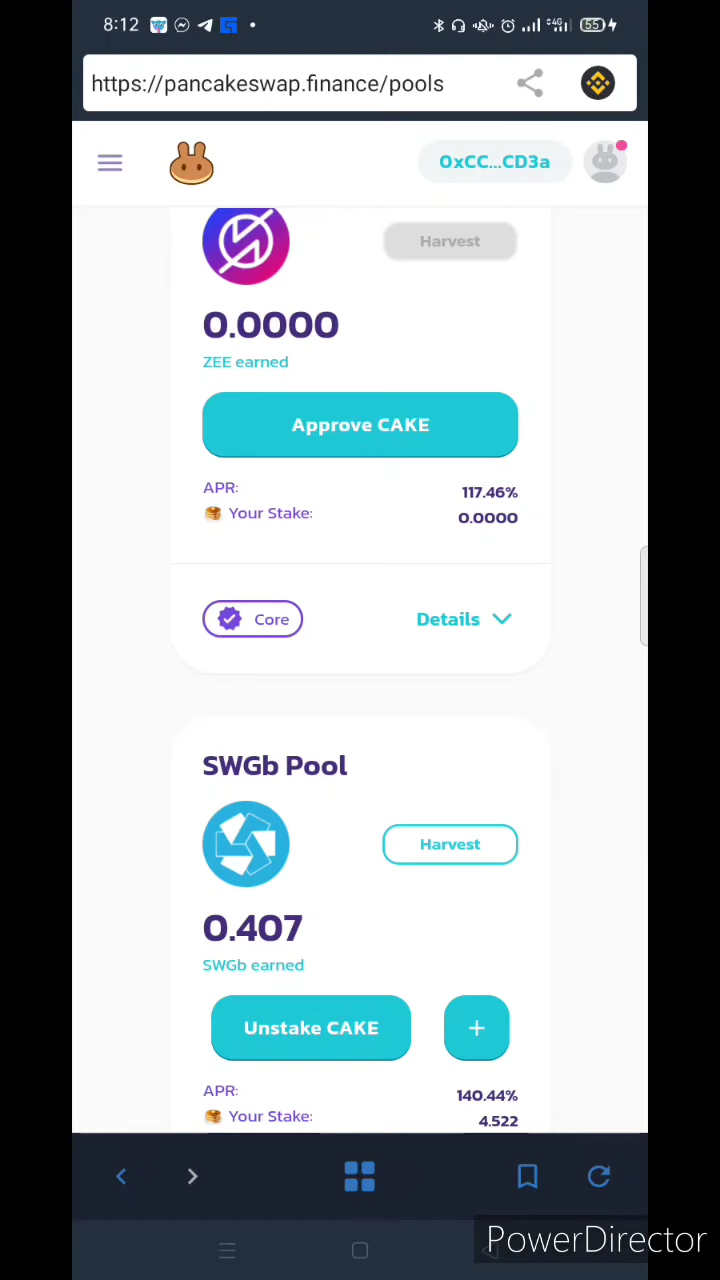 8:12
4G
55
https://pancakeswap.finance/pools
0xCC...CD3a
Harvest
0.0000
ZEE earned
Approve CAKE
APR: 117.46%
Your Stake: 0.0000
Core Details
SWGb Pool
Harvest
0.407
SWGb earned
Unstake CAKE +
APR: 140.44%
Your Stake: 4.522
PowerDirector